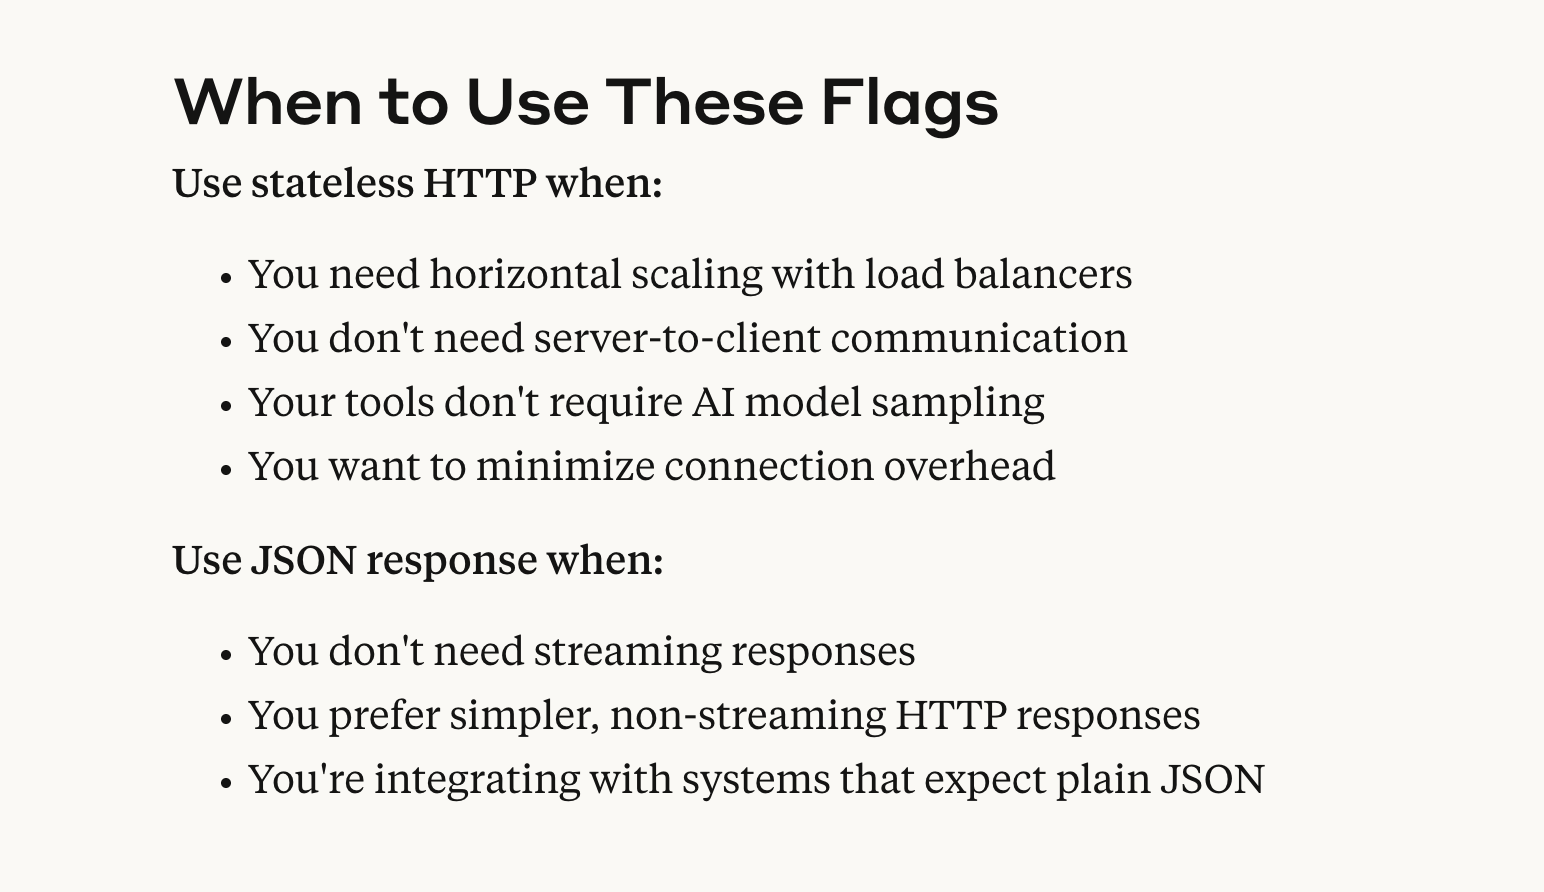 When to Use These Flags
Use stateless HTTP when:
• You need horizontal scaling with load balancers
• You don't need server-to-client communication
• Your tools don't require AI model sampling
• You want to minimize connection overhead
Use JSON response when:
• You don't need streaming responses
• You prefer simpler, non-streaming HTTP responses
• You're integrating with systems that expect plain JSON